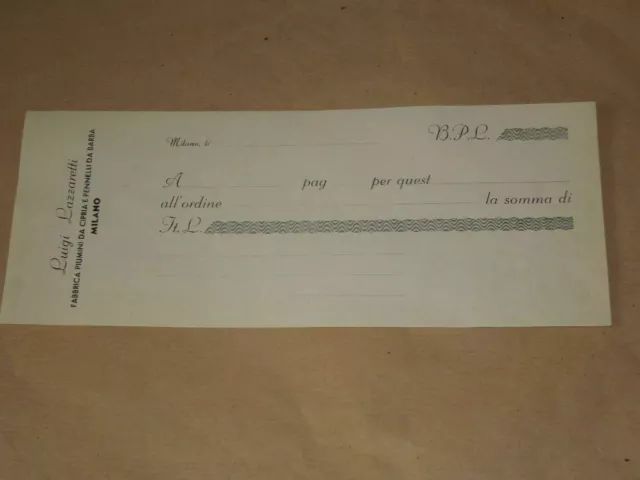 Luigi Lazzaretti
FABBRICA PIUMINI DA CIPRIA E PENNELLI DA BARBA
MILANO
Milano, lì
B.P.L.
A pag per quest
all'ordine la somma di
It. L.